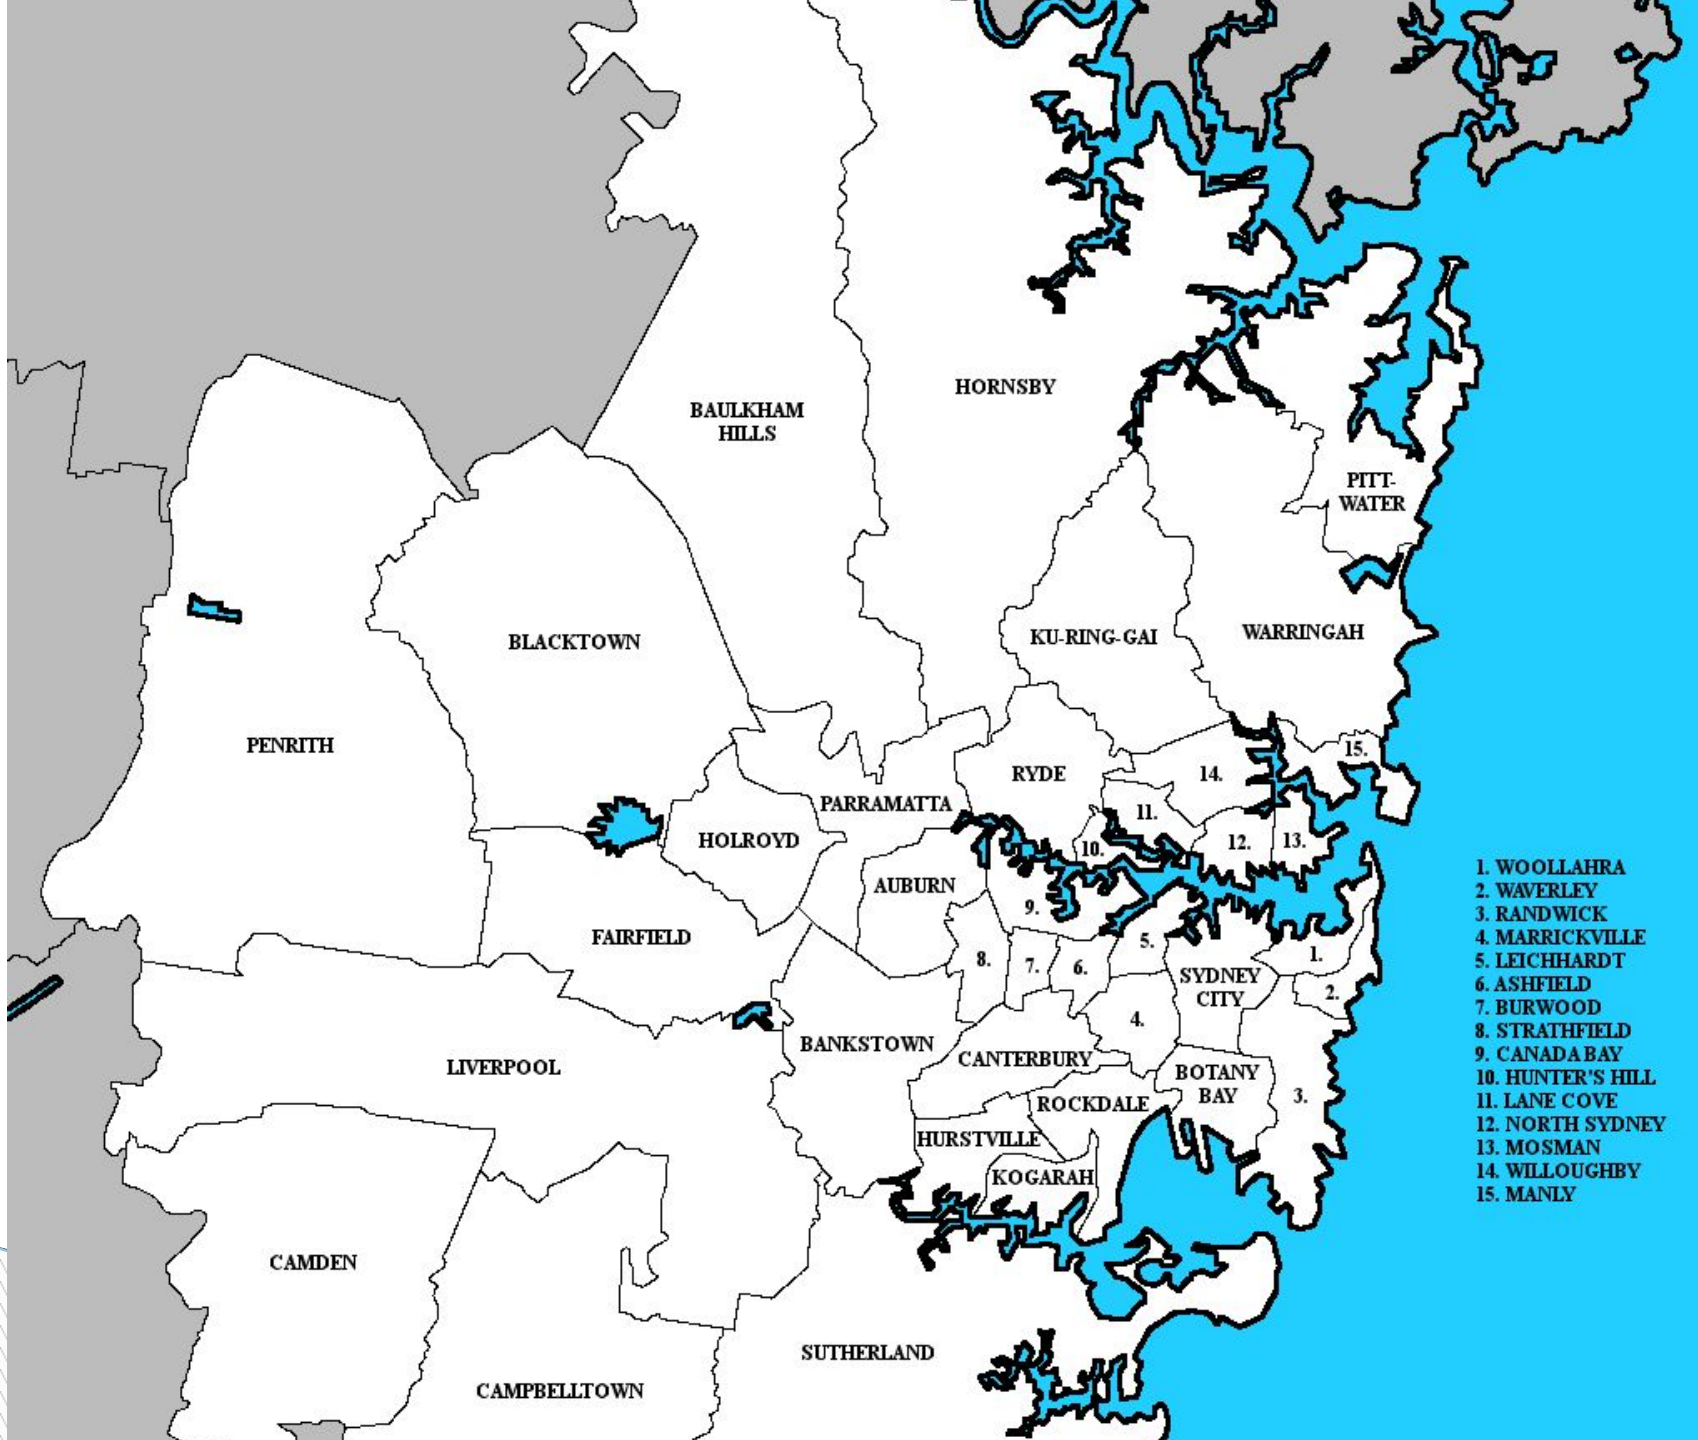 HORNSBY
BAULKHAM
HILLS
PITT-
WATER
BLACKTOWN
KU-RING-GAI
WARRINGAH
PENRITH
15.
RYDE
14.
PARRAMATTA
11.
HOLROYD
10.
12.
13.
AUBURN
9.
FAIRFIELD
8.
7.
6.
5.
SYDNEY
CITY
1.
2.
4.
BANKSTOWN
CANTERBURY
LIVERPOOL
BOTANY
BAY
3.
ROCKDALE
HURSTVILLE
KOGARAH
CAMDEN
SUTHERLAND
CAMPBELLTOWN
1. WOOLLAHRA
2. WAVERLEY
3. RANDWICK
4. MARRICKVILLE
5. LEICHHARDT
6. ASHFIELD
7. BURWOOD
8. STRATHFIELD
9. CANADA BAY
10. HUNTER'S HILL
11. LANE COVE
12. NORTH SYDNEY
13. MOSMAN
14. WILLOUGHBY
15. MANLY